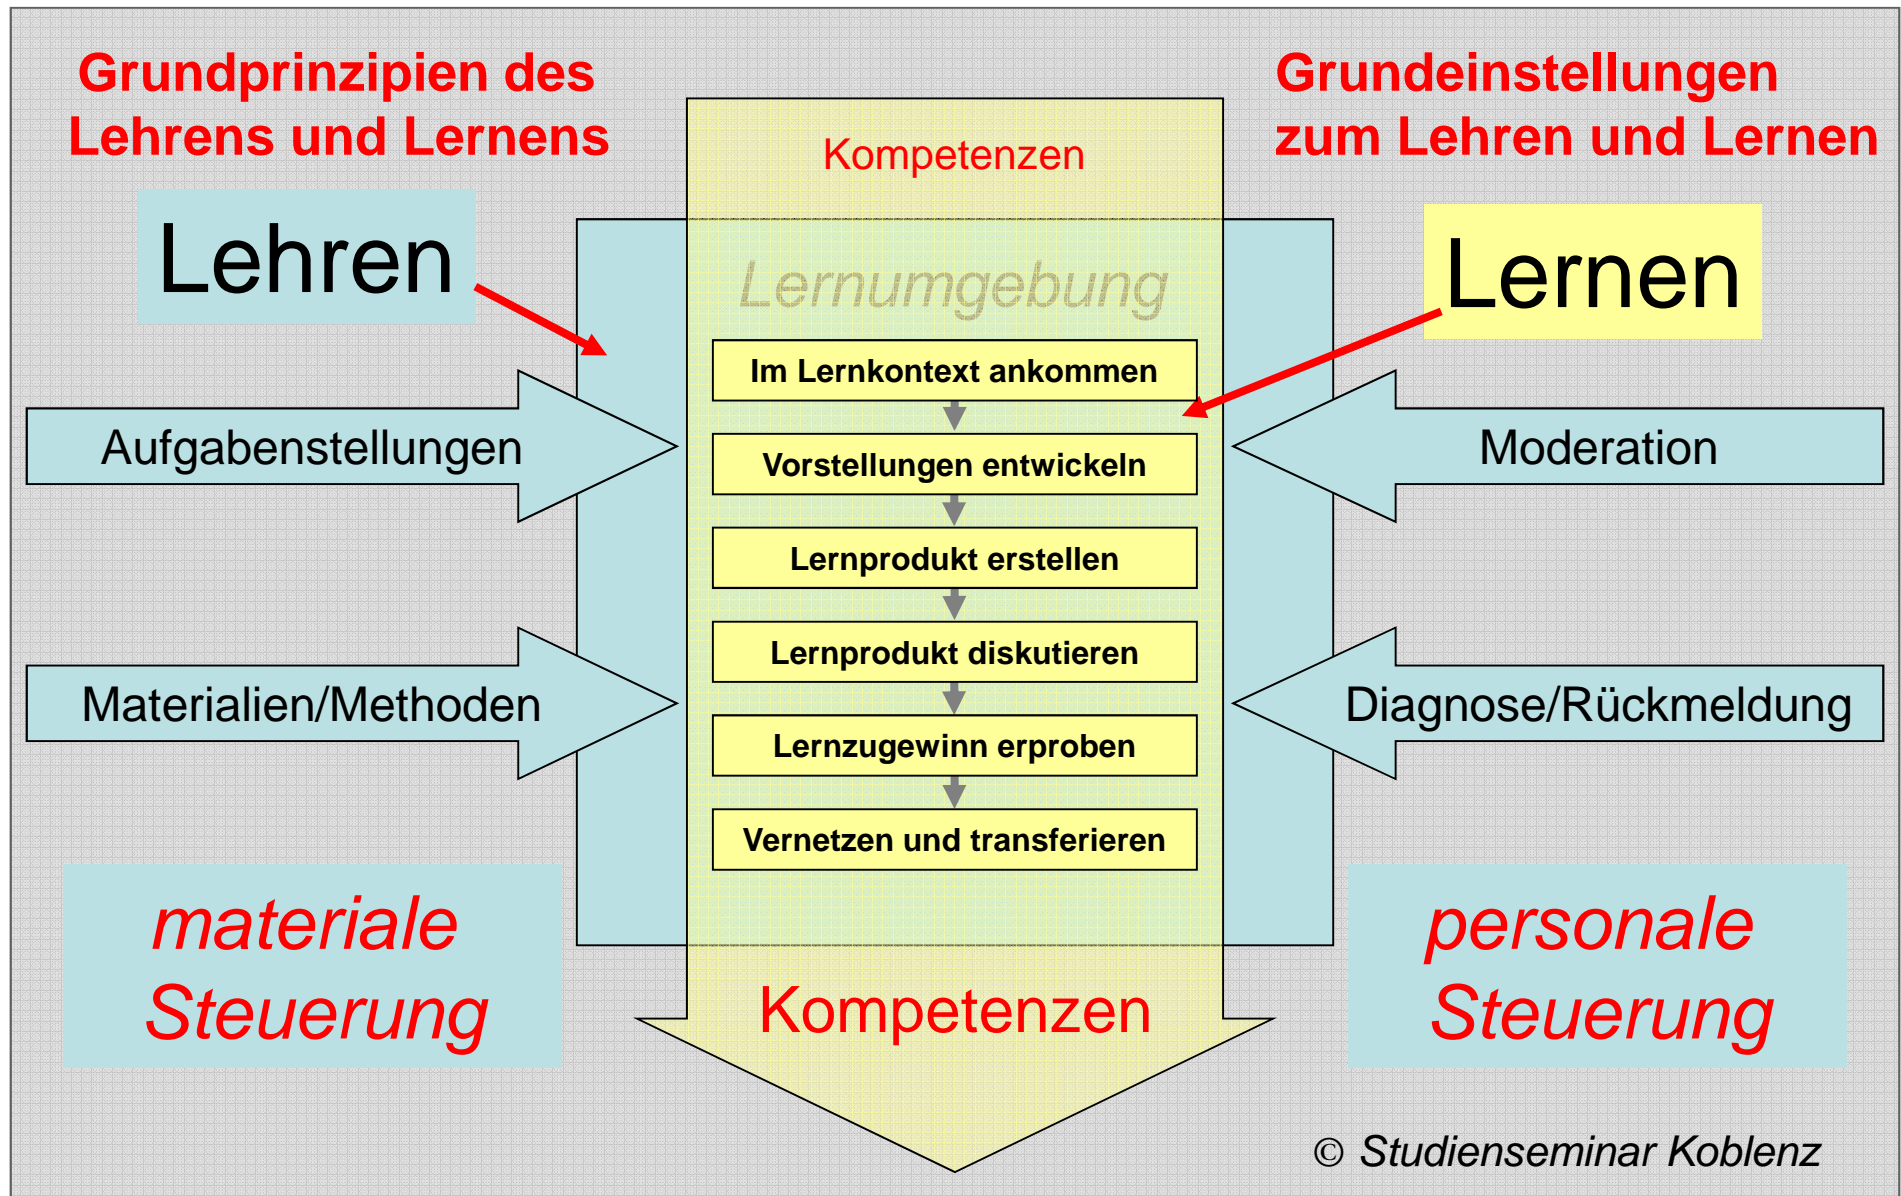 Grundprinzipien des
Lehrens und Lernens
Grundeinstellungen
zum Lehren und Lernen
Kompetenzen
Lehren
Lernen
Lernumgebung
Im Lernkontext ankommen
Aufgabenstellungen
Vorstellungen entwickeln
Moderation
Lernprodukt erstellen
Lernprodukt diskutieren
Materialien/Methoden
Diagnose/Rückmeldung
Lernzugewinn erproben
Vernetzen und transferieren
materiale
Steuerung
personale
Steuerung
Kompetenzen
© Studienseminar Koblenz